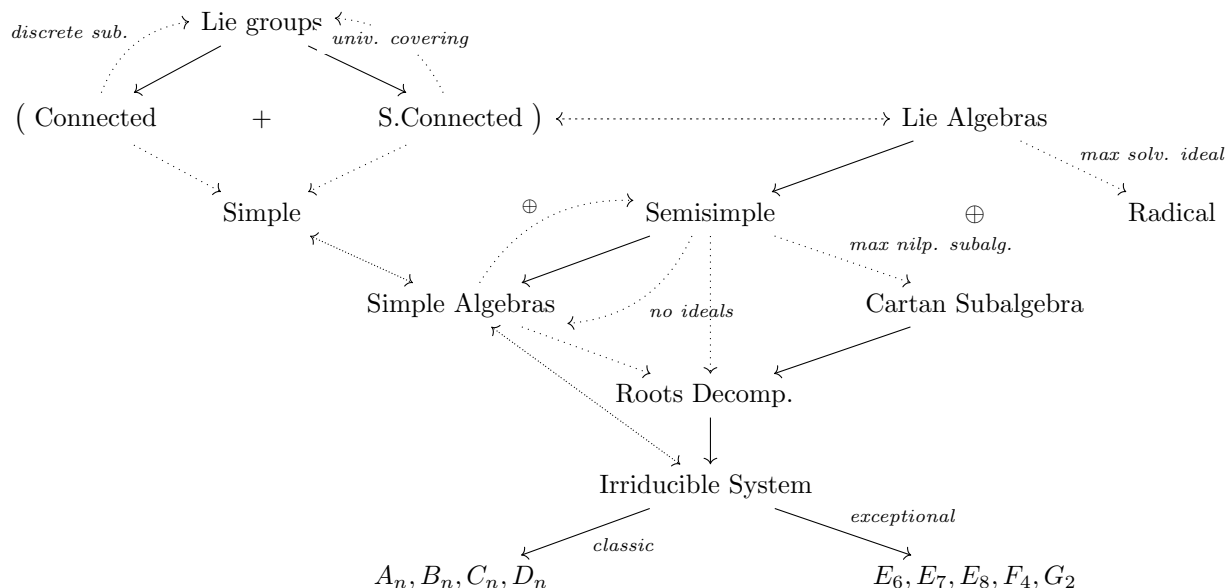 Lie groups
discrete sub.
univ. covering
( Connected + S.Connected ) Lie Algebras
max solv. ideal
Simple ⊕ Semisimple ⊕ Radical
max nilp. subalg.
Simple Algebras no ideals Cartan Subalgebra
Roots Decomp.
Irriducible System
classic exceptional
A_n, B_n, C_n, D_n E_6, E_7, E_8, F_4, G_2